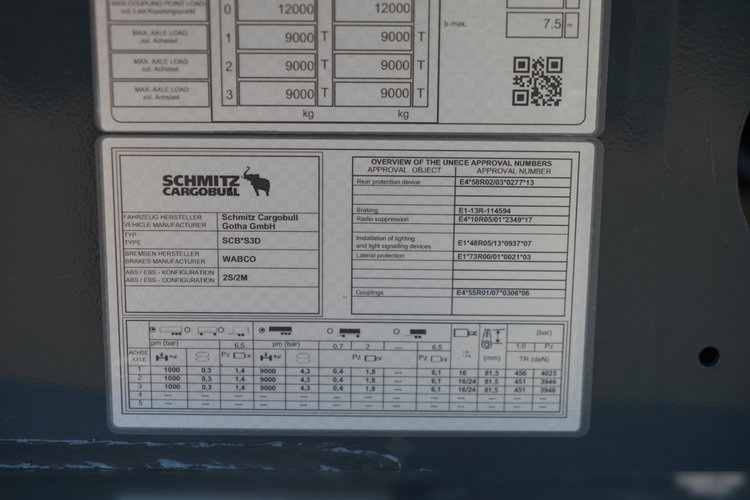 MAX.COUPLING POINT LOAD 0 12000 12000
zul. Last Kupplungspunkt
MAX. AXLE LOAD 1 9000 T 9000 T
zul. Achslast
MAX. AXLE LOAD 2 9000 T 9000 T
zul. Achslast
MAX. AXLE LOAD 3 9000 T 9000 T
zul. Achslast
kg kg
b max. 7.5 m
SCHMITZ
CARGOBULL
FAHRZEUG HERSTELLER Schmitz Cargobull
VEHICLE MANUFACTURER Gotha GmbH
TYP
TYPE SCB*S3D
BREMSEN HERSTELLER
BRAKES MANUFACTURER WABCO
ABS / EBS - KONFIGURATION
ABS / EBS - CONFIGURATION 2S/2M
OVERVIEW OF THE UNECE APPROVAL NUMBERS
APPROVAL OBJECT APPROVAL NUMBER
Rear protection device E4*58R02/03*0277*13
Braking E1-13R-114594
Radio suppression E4*10R05/01*2349*17
Installation of lighting
and light signalling devices E1*48R05/13*0937*07
Lateral protection E1*73R00/01*0021*03
Couplings E4*55R01/07*0306*06
pm (bar) 6,5 pm (bar) 0,7 2 --- 6,5 (bar)
1.0 Pz
ACHSE
AXLE Pz Pz Pz (mm) TR (daN)
1 1000 0,3 1,4 9000 4,3 0,4 1,8 --- 6,1 16 81,5 456 4025
2 1000 0,3 1,4 9000 4,3 0,4 1,8 --- 6,1 16/24 81,5 451 3946
3 1000 0,3 1,4 9000 4,3 0,4 1,8 --- 6,1 16/24 81,5 451 3946
4 --- --- --- --- --- --- --- --- --- --- --- --- ---
5 --- --- --- --- --- --- --- --- --- --- --- --- ---